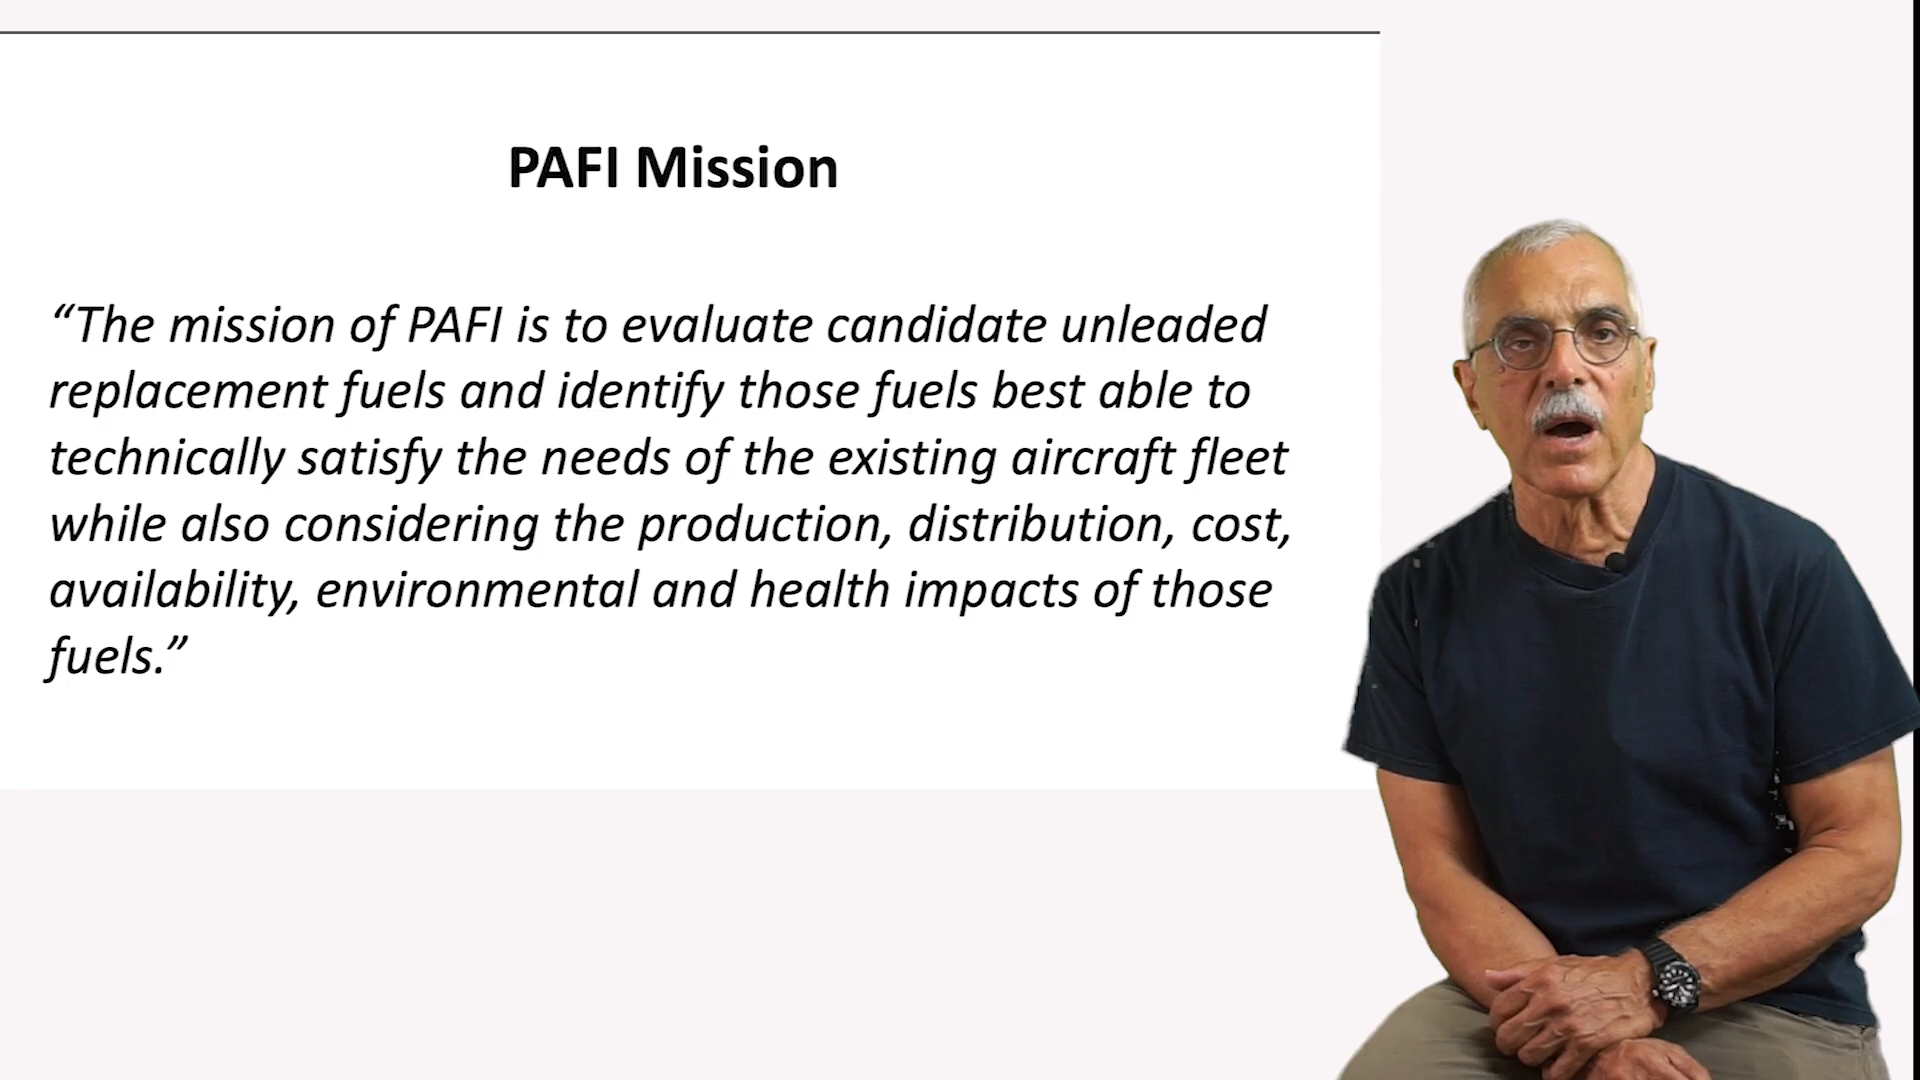 PAFI Mission
“The mission of PAFI is to evaluate candidate unleaded
replacement fuels and identify those fuels best able to
technically satisfy the needs of the existing aircraft fleet
while also considering the production, distribution, cost,
availability, environmental and health impacts of those
fuels.”